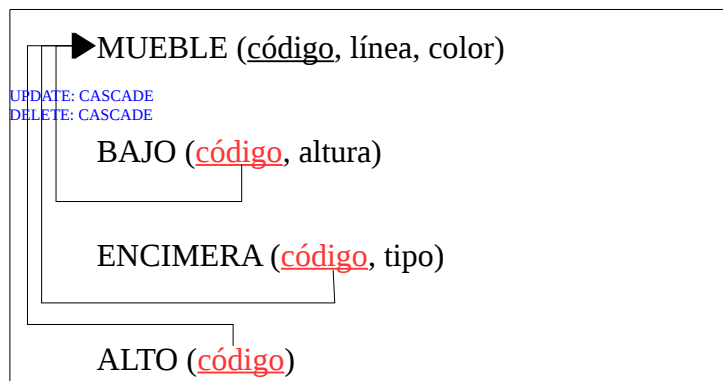 MUEBLE (código, línea, color)
UPDATE: CASCADE
DELETE: CASCADE
BAJO (código, altura)
ENCIMERA (código, tipo)
ALTO (código)